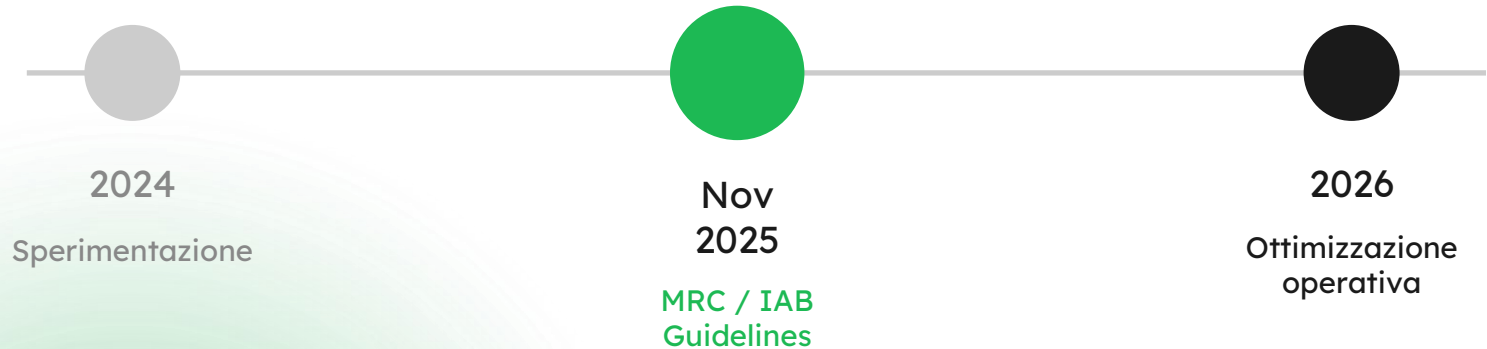 2024
Sperimentazione
Nov
2025
MRC / IAB
Guidelines
2026
Ottimizzazione
operativa